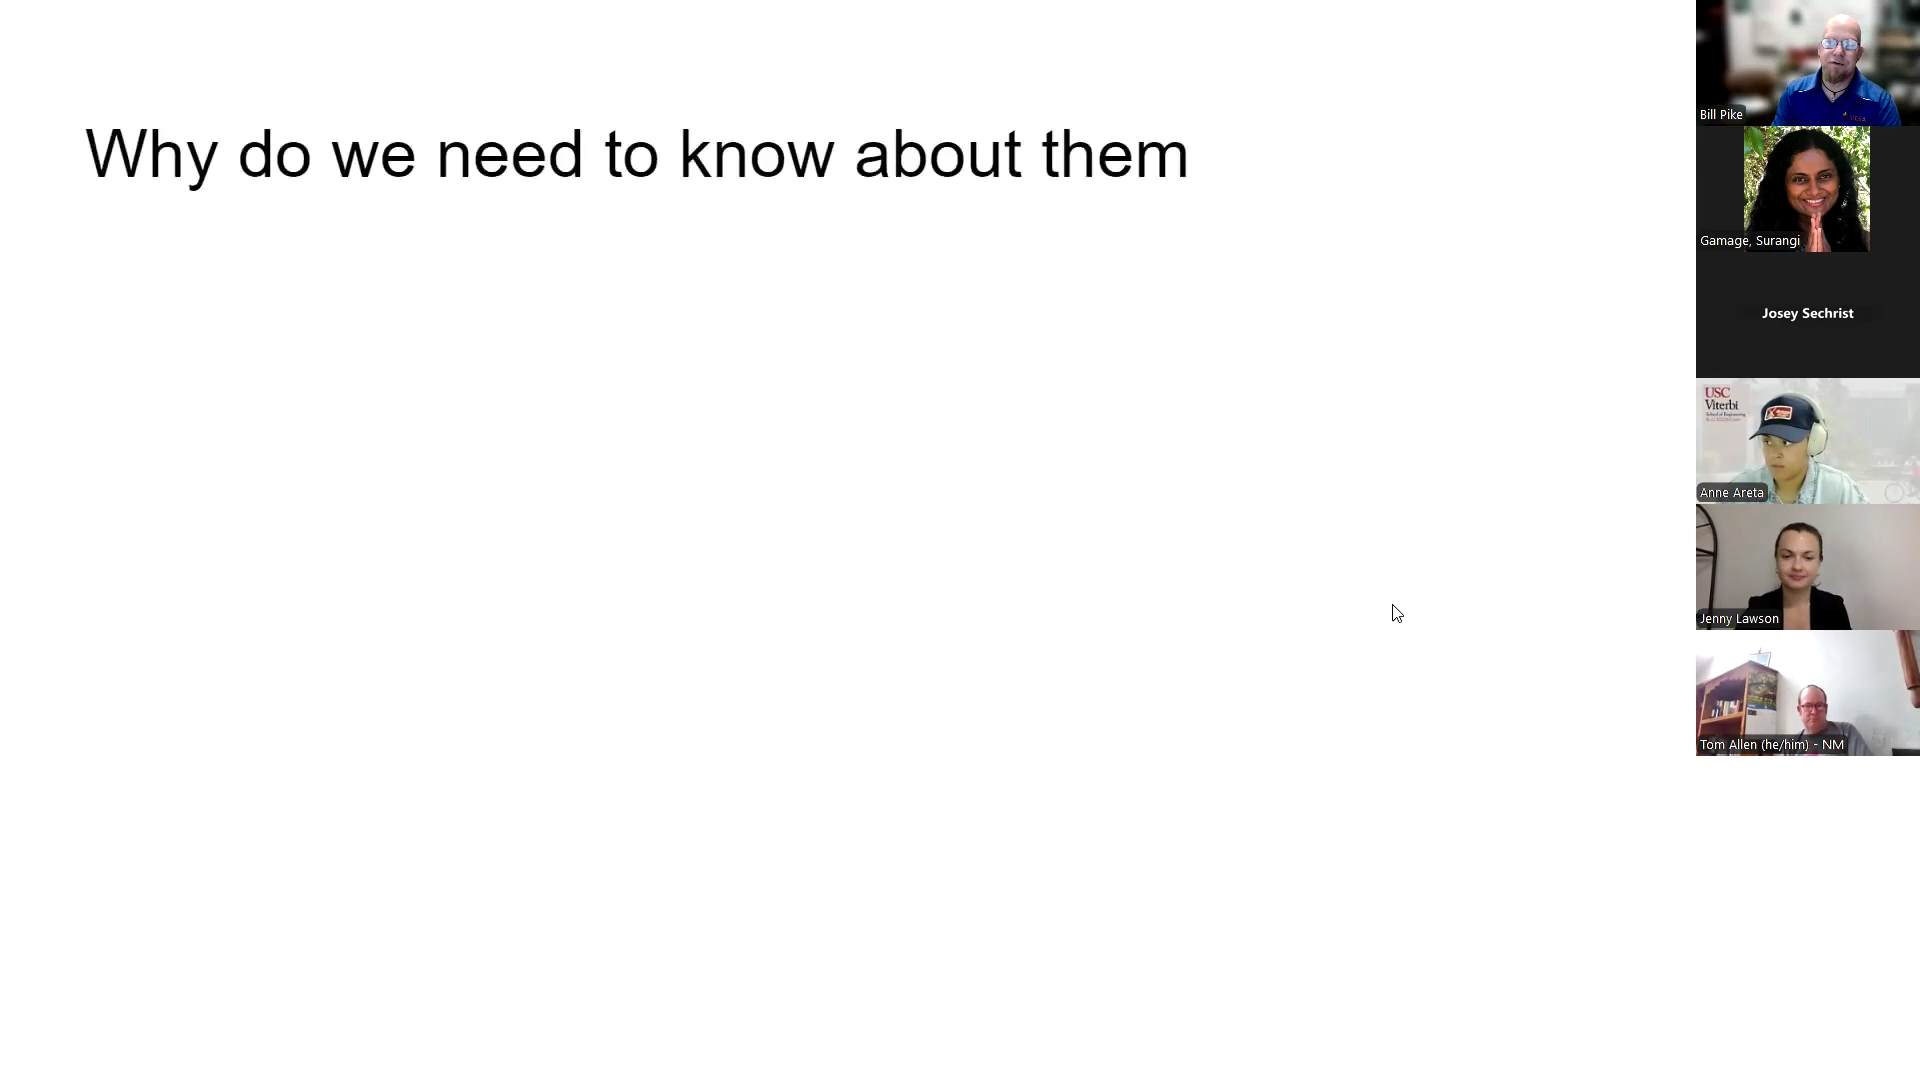 Why do we need to know about them
Bill Pike
Gamage, Surangi
Josey Sechrist
USC
Viterbi
Anne Areta
Jenny Lawson
Tom Allen (he/him) - NM